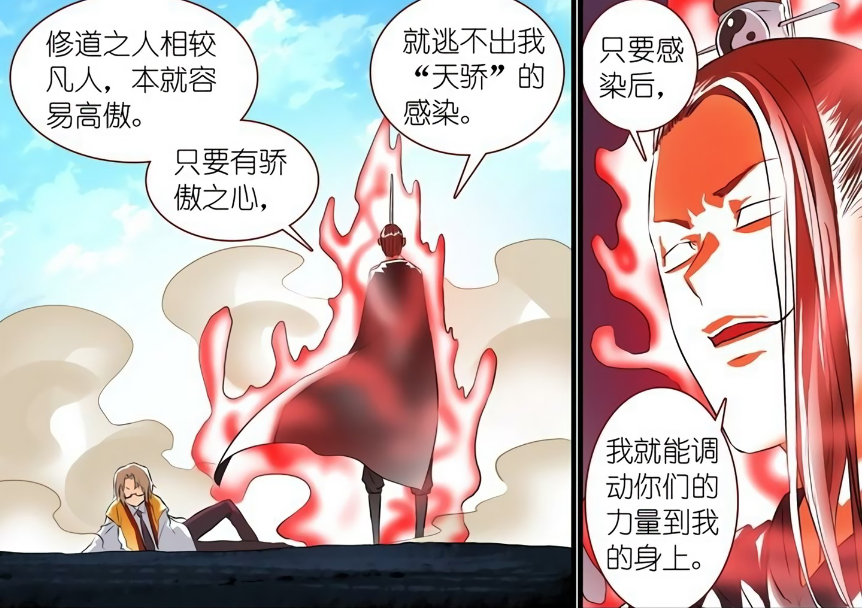 修道之人相较
凡人，本就容
易高傲。
只要有骄
傲之心，
就逃不出我
“天骄”的
感染。
只要感
染后，
我就能调
动你们的
力量到我
的身上。